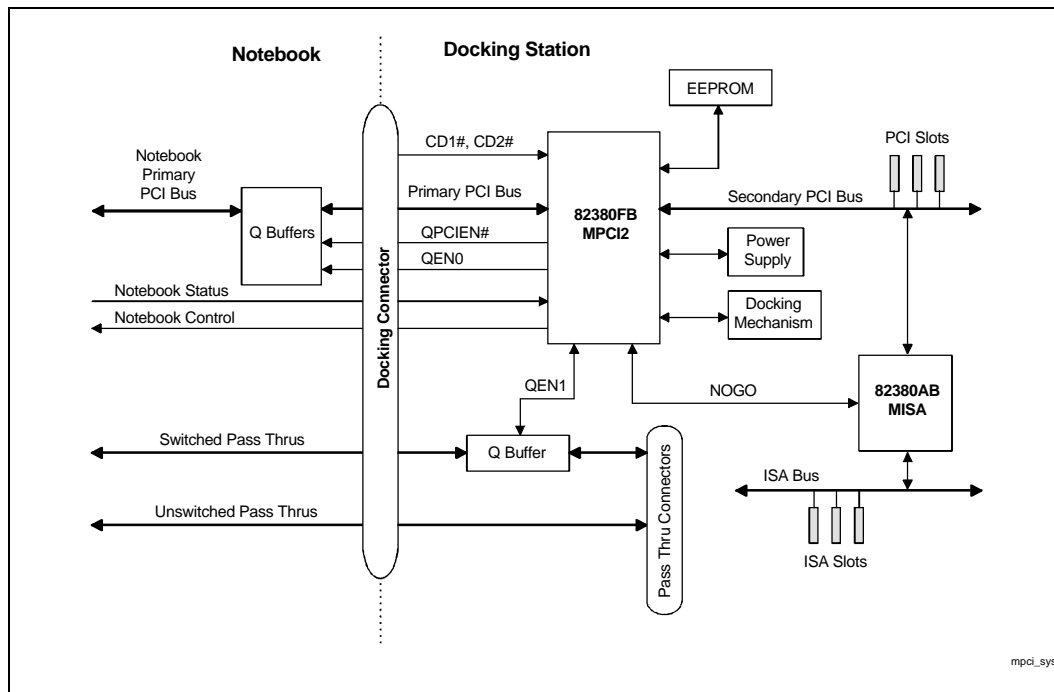 Notebook
Docking Station
EEPROM
CD1#, CD2#
PCI Slots
Notebook
Primary
PCI Bus
Primary PCI Bus
Secondary PCI Bus
82380FB
MPCI2
Q Buffers
QPCIEN#
QEN0
Power
Supply
Notebook Status
Notebook Control
Docking
Mechanism
Docking Connector
QEN1
NOGO
82380AB
MISA
Switched Pass Thrus
Q Buffer
Unswitched Pass Thrus
Pass Thru Connectors
ISA Bus
ISA Slots
mpci_sys